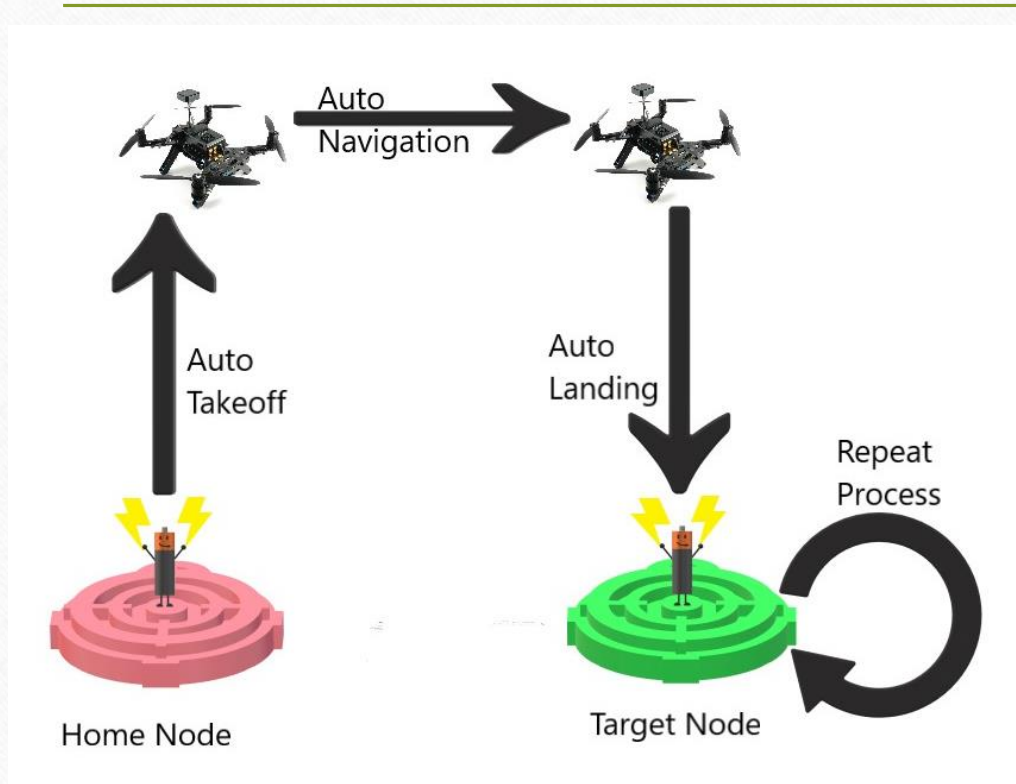 Auto
Navigation
Auto
Takeoff
Auto
Landing
Repeat
Process
Home Node
Target Node